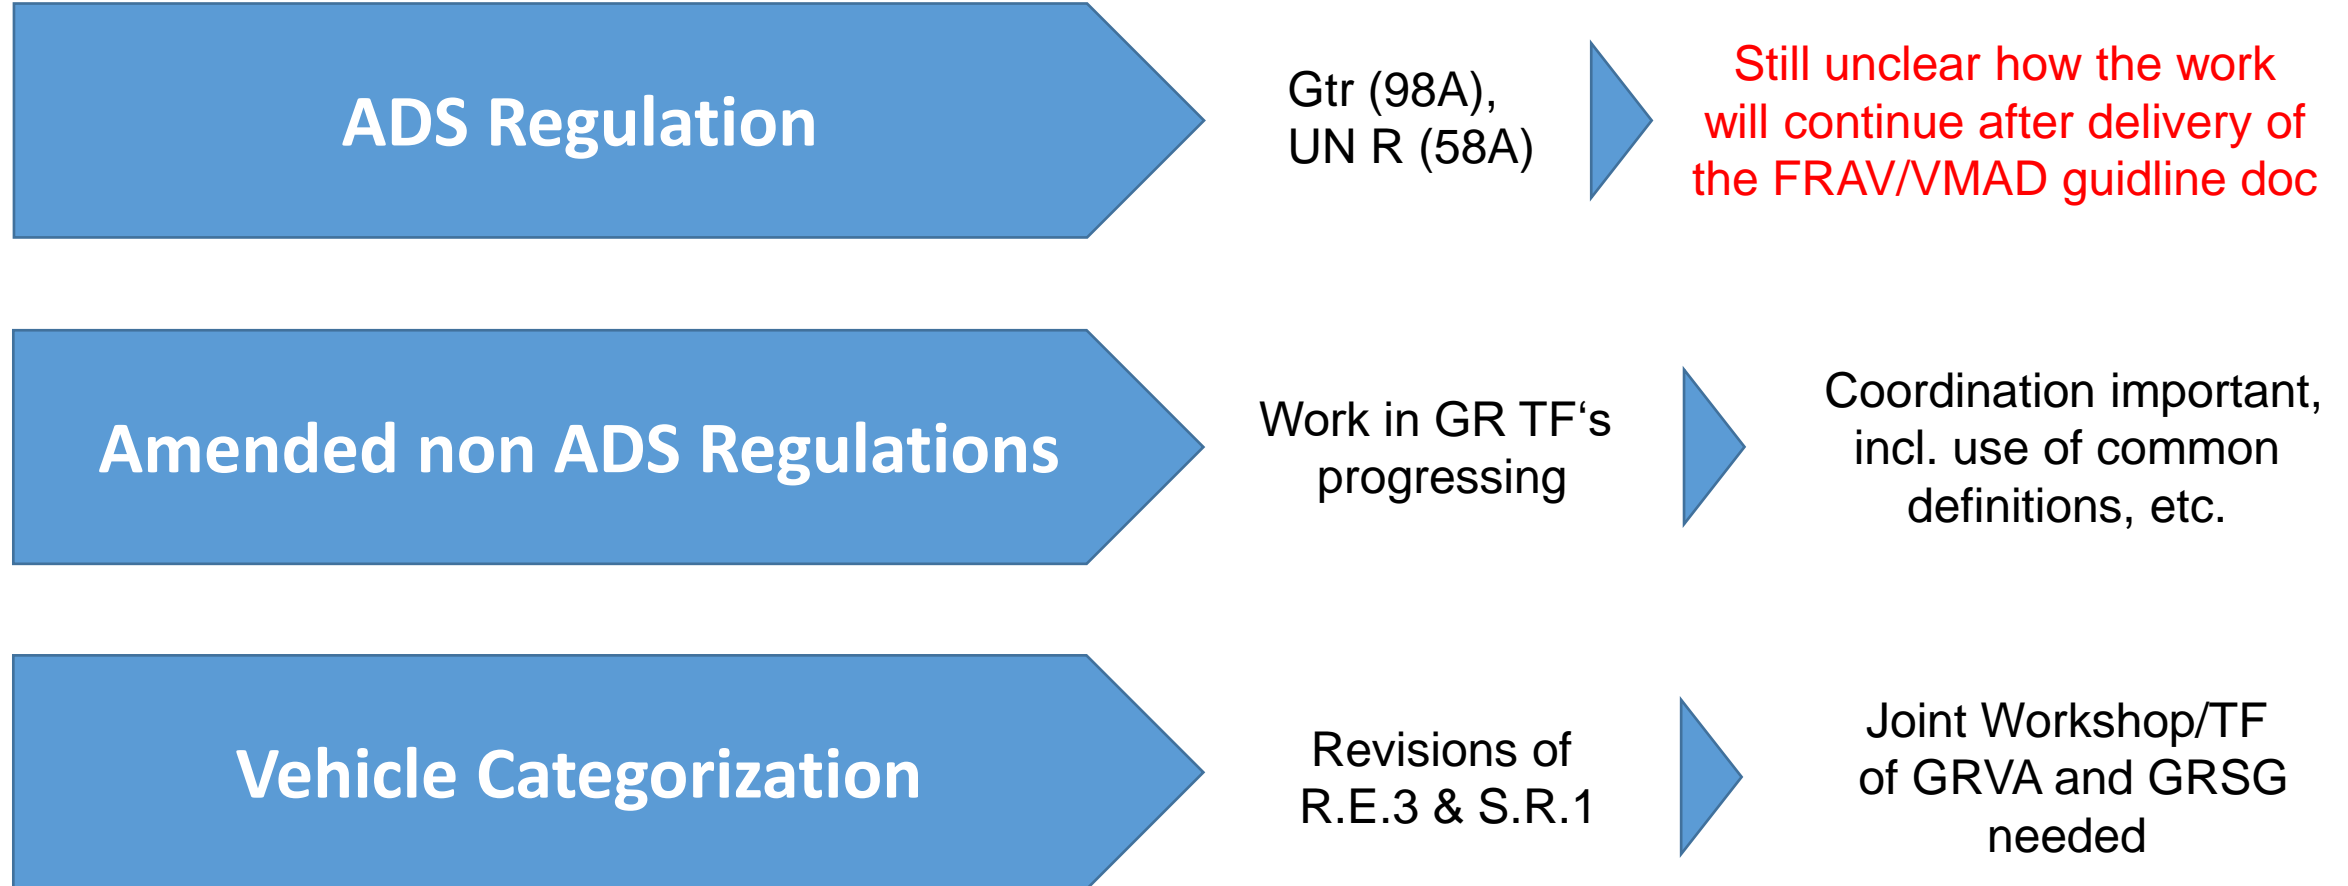 ADS Regulation
Gtr (98A),
UN R (58A)
Still unclear how the work
will continue after delivery of
the FRAV/VMAD guidline doc
Amended non ADS Regulations
Work in GR TF‘s
progressing
Coordination important,
incl. use of common
definitions, etc.
Vehicle Categorization
Revisions of
R.E.3 & S.R.1
Joint Workshop/TF
of GRVA and GRSG
needed